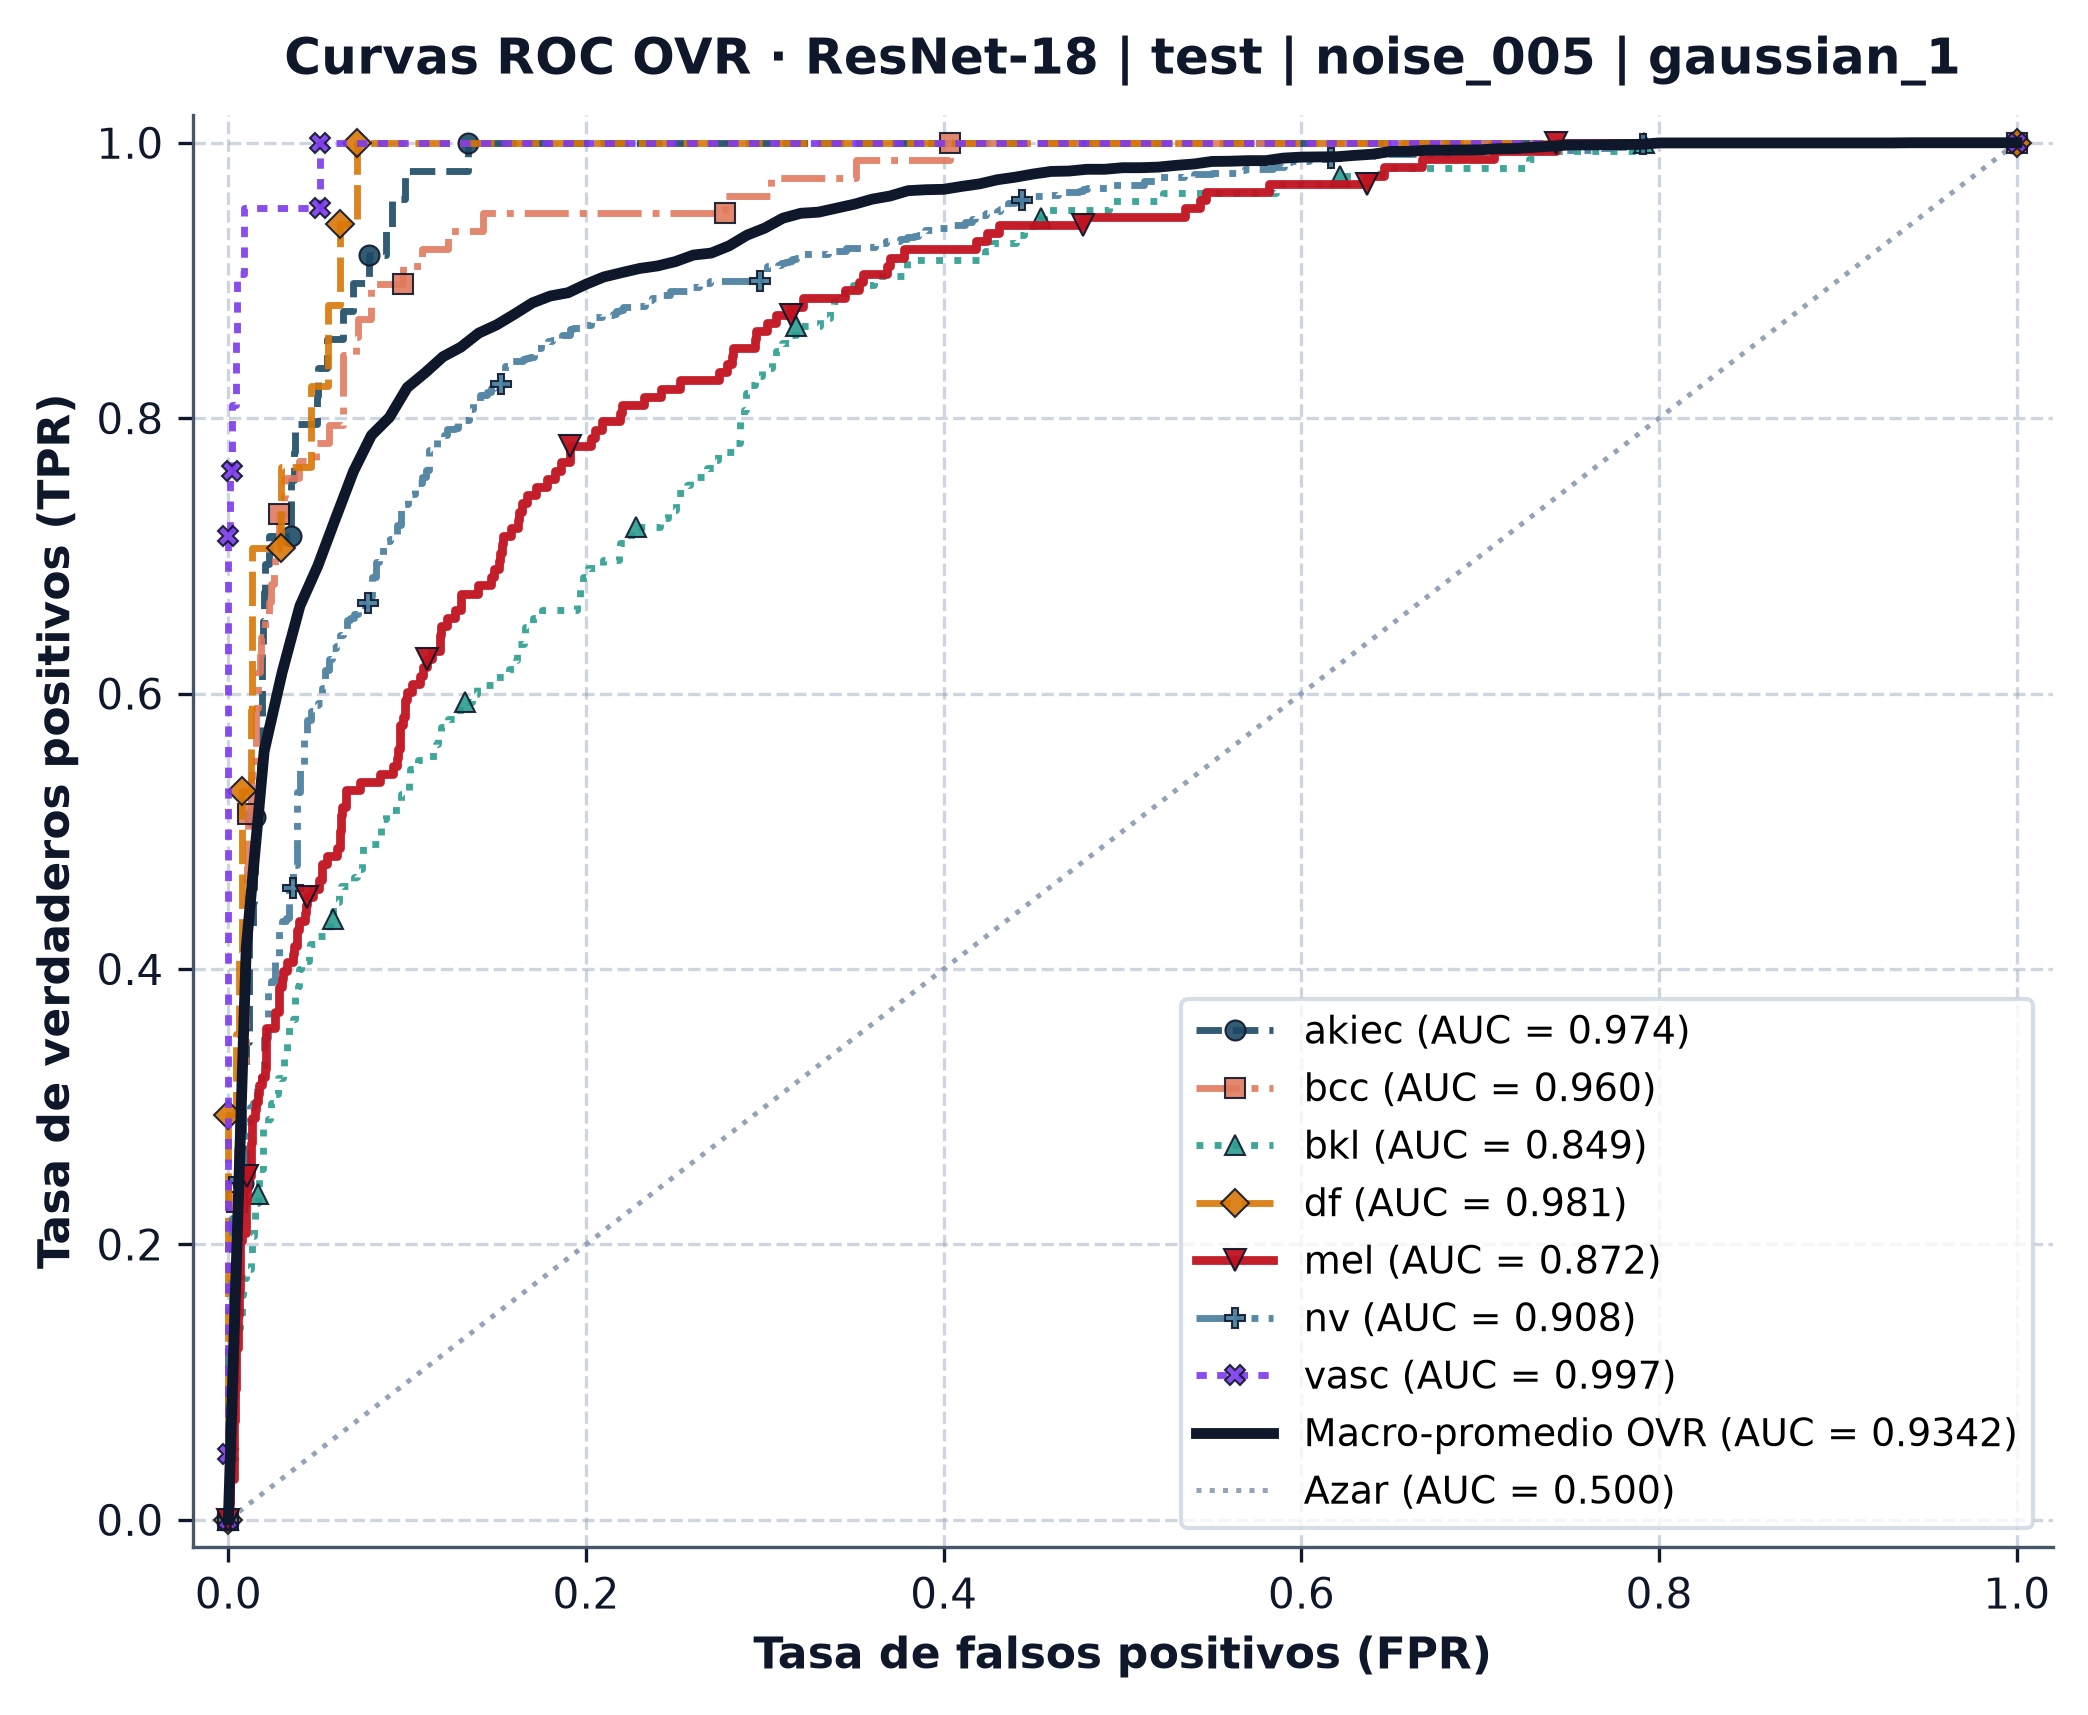 Curvas ROC OVR · ResNet-18 | test | noise_005 | gaussian_1
Tasa de verdaderos positivos (TPR)
1.0
0.8
0.6
0.4
0.2
0.0
akiec (AUC = 0.974)
bcc (AUC = 0.960)
bkl (AUC = 0.849)
df (AUC = 0.981)
mel (AUC = 0.872)
nv (AUC = 0.908)
vasc (AUC = 0.997)
Macro-promedio OVR (AUC = 0.9342)
Azar (AUC = 0.500)
0.0 0.2 0.4 0.6 0.8 1.0
Tasa de falsos positivos (FPR)